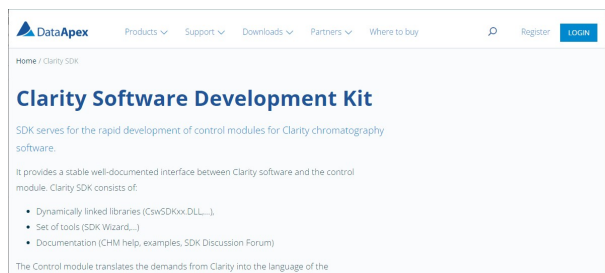 DataApex Products Support Downloads Partners Where to buy Register LOGIN
Home / Clarity SDK
Clarity Software Development Kit
SDK serves for the rapid development of control modules for Clarity chromatography
software.
It provides a stable well-documented interface between Clarity software and the control
module. Clarity SDK consists of:
• Dynamically linked libraries (CswSDKxx.DLL,...),
• Set of tools (SDK Wizard,...)
• Documentation (CHM help, examples, SDK Discussion Forum)
The Control module translates the demands from Clarity into the language of the